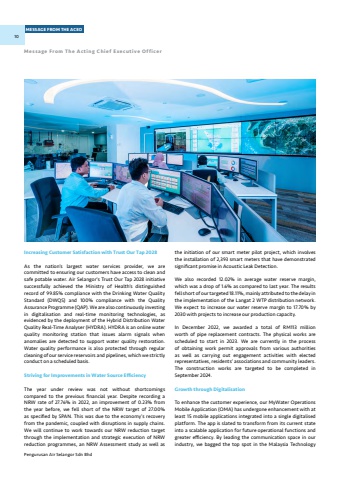 MESSAGE FROM THE ACEO
10
Message From The Acting Chief Executive Officer
Increasing Customer Satisfaction with Trust Our Tap 2028
As the nation's largest water services provider, we are
committed to ensuring our customers have access to clean and
safe potable water. Air Selangor's Trust Our Tap 2028 initiative
successfully achieved the Ministry of Health's distinguished
record of 99.85% compliance with the Drinking Water Quality
Standard (DWQS) and 100% compliance with the Quality
Assurance Programme (QAP). We are also continuously investing
in digitalisation and real-time monitoring technologies, as
evidenced by the deployment of the Hybrid Distribution Water
Quality Real-Time Analyser (HYDRA). HYDRA is an online water
quality monitoring station that issues alarm signals when
anomalies are detected to support water quality restoration.
Water quality performance is also protected through regular
cleaning of our service reservoirs and pipelines, which we strictly
conduct on a scheduled basis.
Striving for Improvements in Water Source Efficiency
The year under review was not without shortcomings
compared to the previous financial year. Despite recording a
NRW rate of 27.76% in 2022, an improvement of 0.23% from
the year before, we fell short of the NRW target of 27.00%
as specified by SPAN. This was due to the economy's recovery
from the pandemic, coupled with disruptions in supply chains.
We will continue to work towards our NRW reduction target
through the implementation and strategic execution of NRW
reduction programmes, an NRW Assessment study as well as
the initiation of our smart meter pilot project, which involves
the installation of 2,393 smart meters that have demonstrated
significant promise in Acoustic Leak Detection.
We also recorded 12.02% in average water reserve margin,
which was a drop of 1.6% as compared to last year. The results
fell short of our targeted 18.11%, mainly attributed to the delay in
the implementation of the Langat 2 WTP distribution network.
We expect to increase our water reserve margin to 17.70% by
2030 with projects to increase our production capacity.
In December 2022, we awarded a total of RM113 million
worth of pipe replacement contracts. The physical works are
scheduled to start in 2023. We are currently in the process
of obtaining work permit approvals from various authorities
as well as carrying out engagement activities with elected
representatives, residents' associations and community leaders.
The construction works are targeted to be completed in
September 2024.
Growth through Digitalisation
To enhance the customer experience, our MyWater Operations
Mobile Application (OMA) has undergone enhancement with at
least 15 mobile applications integrated into a single digitalised
platform. The app is slated to transform from its current state
into a scalable application for future operational functions and
greater efficiency. By leading the communication space in our
industry, we bagged the top spot in the Malaysia Technology
Pengurusan Air Selangor Sdn Bhd